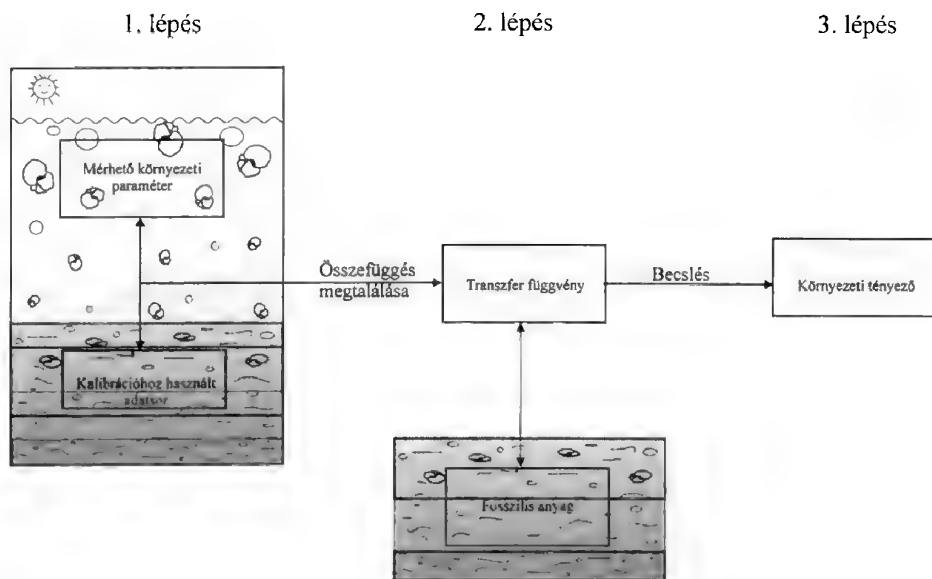 1. lépés
2. lépés
3. lépés
Mérhető környezeti
paraméter
Összefüggés
megtalálása
Transzfer függvény
Becslés
Környezeti tényező
Kalibrációhoz használt
adatsor
Fosszilis anyag